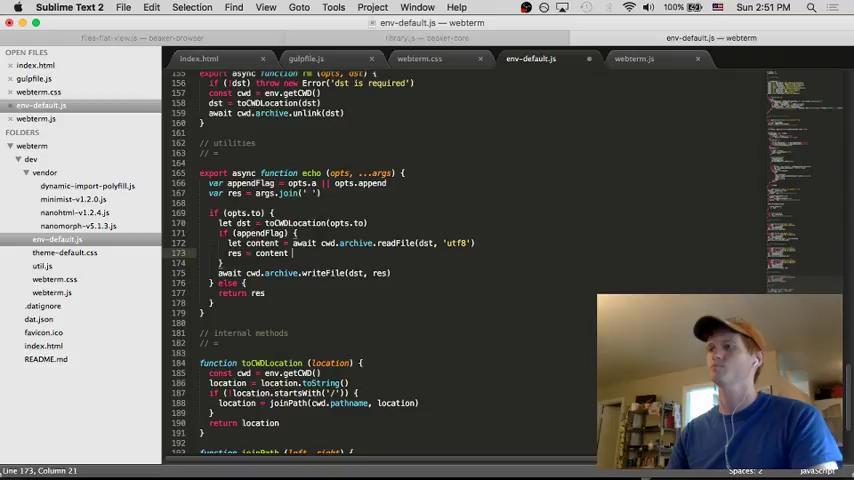 Sublime Text 2 File Edit Selection Find View Goto Tools Project Window Help 100% Sun 2:51 PM
env-default.js — webterm
files-flat-view.js — beaker-browser library.js — beaker-core env-default.js — webterm
OPEN FILES
index.html
gulpfile.js
webterm.css
env-default.js
webterm.js
FOLDERS
webterm
dev
vendor
dynamic-import-polyfill.js
minimist-v1.2.0.js
nanohtml-v1.2.4.js
nanomorph-v5.1.3.js
env-default.js
theme-default.css
util.js
webterm.css
webterm.js
.datignore
dat.json
favicon.ico
index.html
README.md
index.html gulpfile.js webterm.css env-default.js webterm.js
155 export async function rm (opts, dst) {
156 if (!dst) throw new Error('dst is required')
157 const cwd = env.getCWD()
158 dst = toCWDLocation(dst)
159 await cwd.archive.unlink(dst)
160 }
161
162 // utilities
163 // =
164
165 export async function echo (opts, ...args) {
166 var appendFlag = opts.a || opts.append
167 var res = args.join(' ')
168
169 if (opts.to) {
170 let dst = toCWDLocation(opts.to)
171 if (appendFlag) {
172 let content = await cwd.archive.readFile(dst, 'utf8')
173 res = content
174 }
175 await cwd.archive.writeFile(dst, res)
176 } else {
177 return res
178 }
179 }
180
181 // internal methods
182 // =
183
184 function toCWDLocation (location) {
185 const cwd = env.getCWD()
186 location = location.toString()
187 if (!location.startsWith('/')) {
188 location = joinPath(cwd.pathname, location)
189 }
190 return location
191 }
192
193 function joinPath (left, right) {
Line 173, Column 21 Spaces: 2 JavaScript